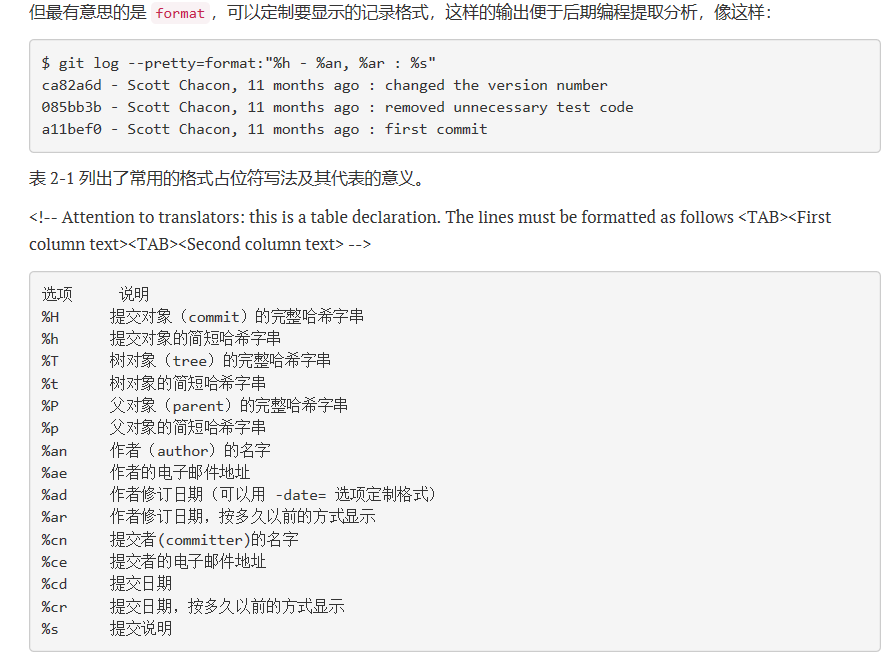 但最有意思的是 format，可以定制要显示的记录格式，这样的输出便于后期编程提取分析，像这样：
$ git log --pretty=format:"%h - %an, %ar : %s"
ca82a6d - Scott Chacon, 11 months ago : changed the version number
085bb3b - Scott Chacon, 11 months ago : removed unnecessary test code
a11bef0 - Scott Chacon, 11 months ago : first commit
表 2-1 列出了常用的格式占位符写法及其代表的意义。
<!-- Attention to translators: this is a table declaration. The lines must be formatted as follows <TAB><First
column text><TAB><Second column text> -->
选项 说明
%H 提交对象（commit）的完整哈希字串
%h 提交对象的简短哈希字串
%T 树对象（tree）的完整哈希字串
%t 树对象的简短哈希字串
%P 父对象（parent）的完整哈希字串
%p 父对象的简短哈希字串
%an 作者（author）的名字
%ae 作者的电子邮件地址
%ad 作者修订日期（可以用 -date= 选项定制格式）
%ar 作者修订日期，按多久以前的方式显示
%cn 提交者(committer)的名字
%ce 提交者的电子邮件地址
%cd 提交日期
%cr 提交日期，按多久以前的方式显示
%s 提交说明